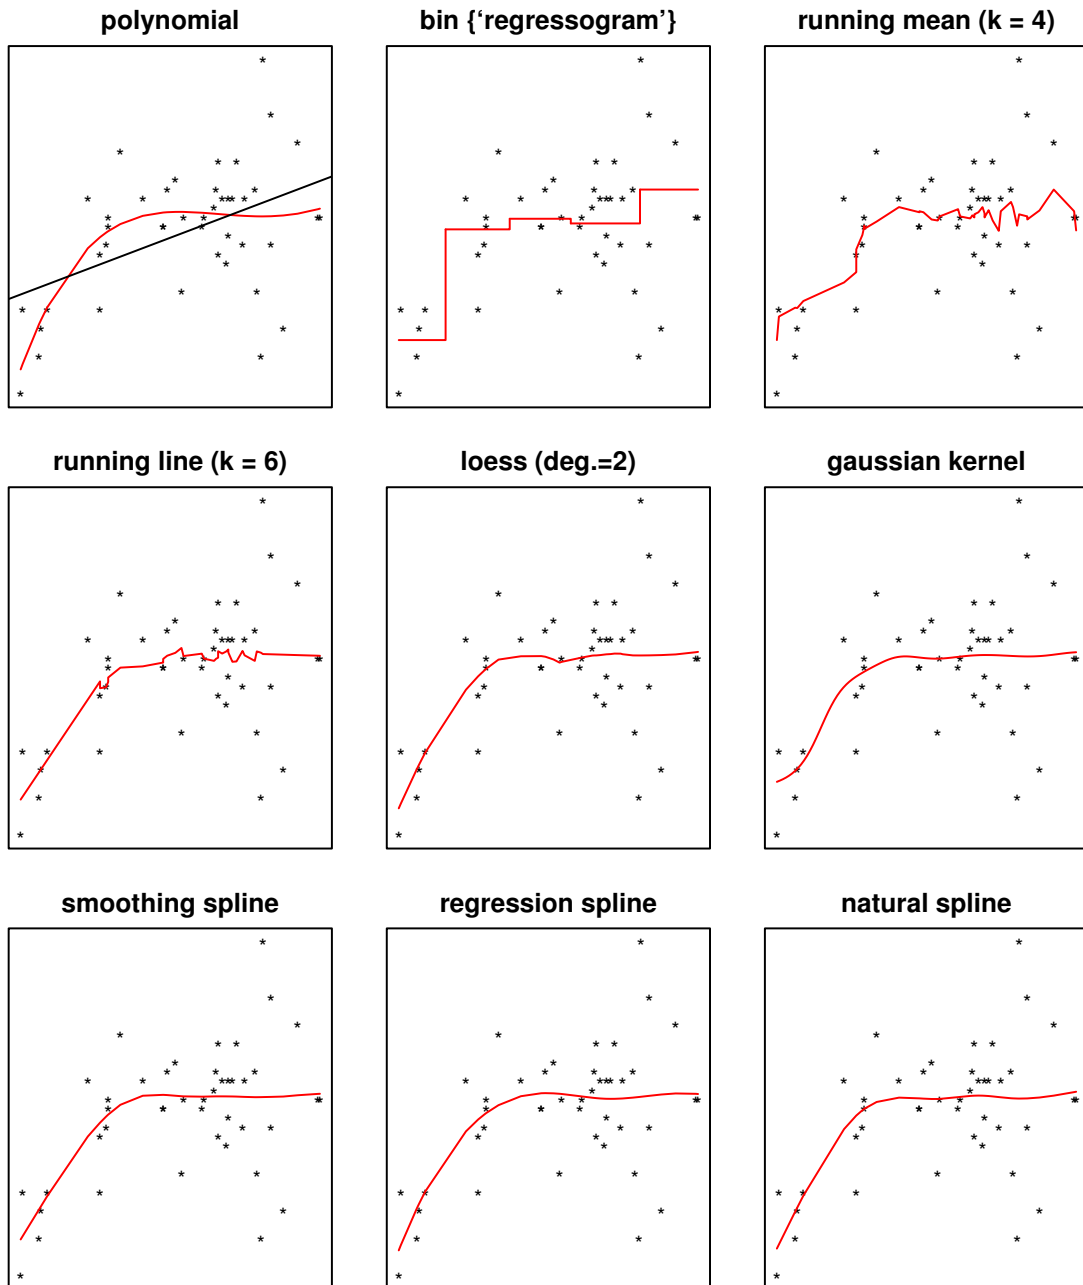 polynomial
bin {‘regressogram’}
running mean (k = 4)
running line (k = 6)
loess (deg.=2)
gaussian kernel
smoothing spline
regression spline
natural spline